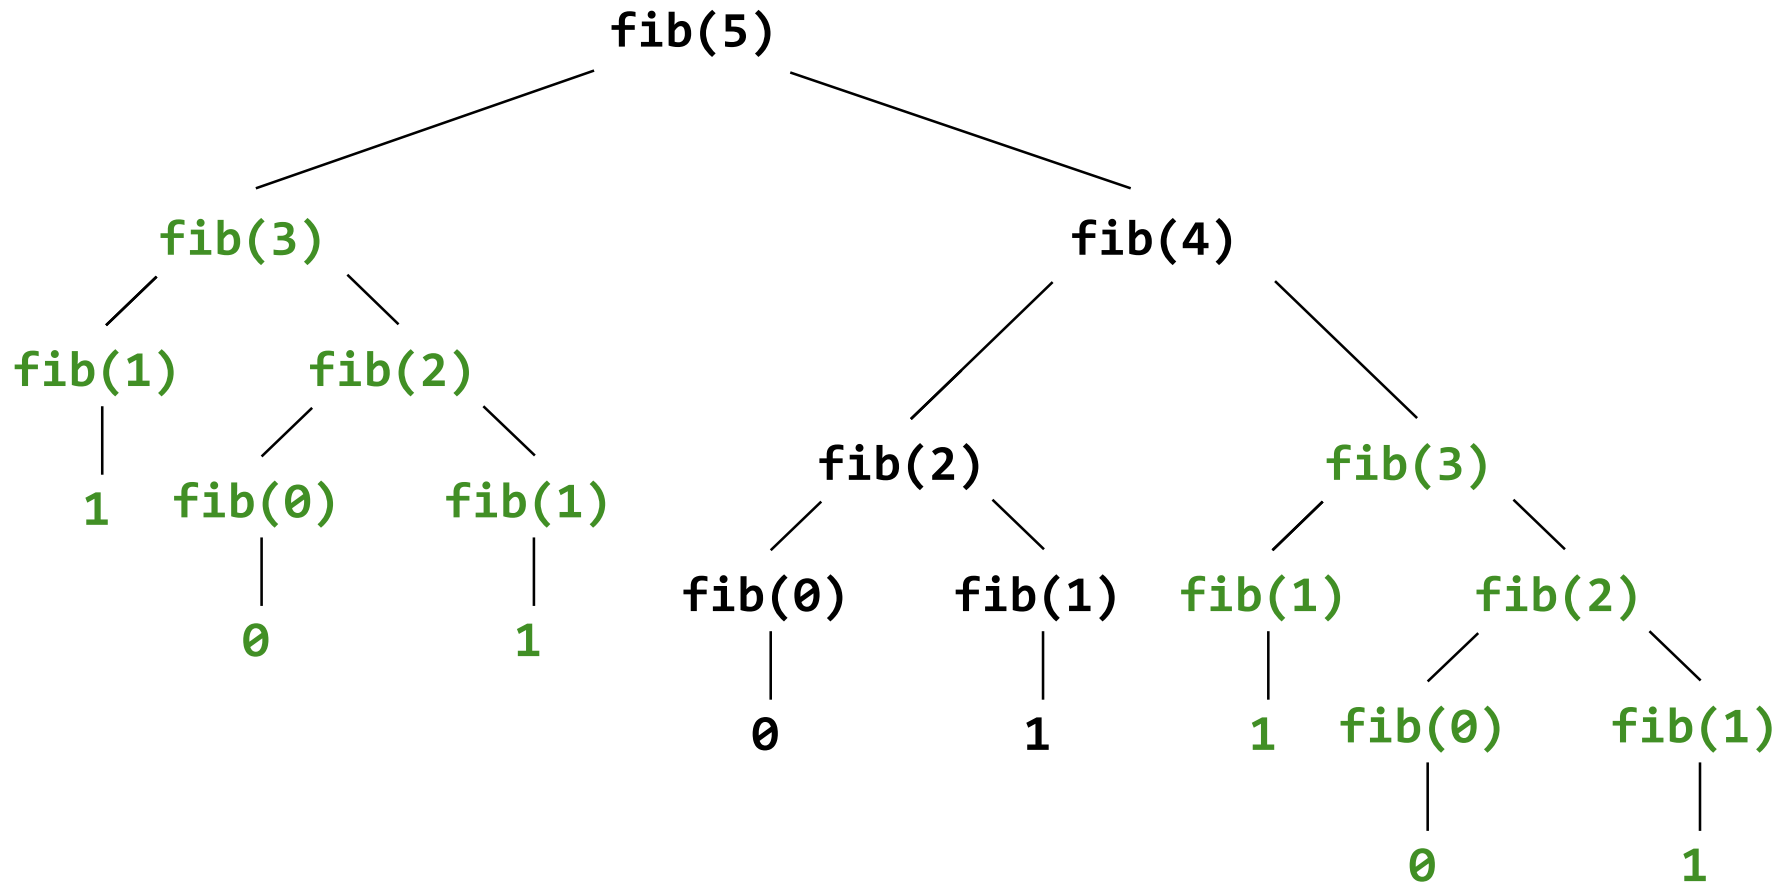 fib(5)
fib(3) fib(4)
fib(1) fib(2)
fib(2) fib(3)
1 fib(0) fib(1)
fib(0) fib(1) fib(1) fib(2)
0 1
0 1 1 fib(0) fib(1)
0 1